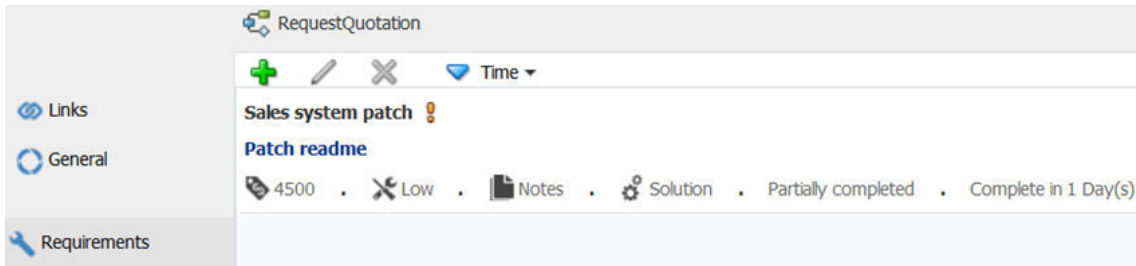 RequestQuotation
Time
Links
Sales system patch
General
Patch readme
4500 . Low . Notes . Solution . Partially completed . Complete in 1 Day(s)
Requirements